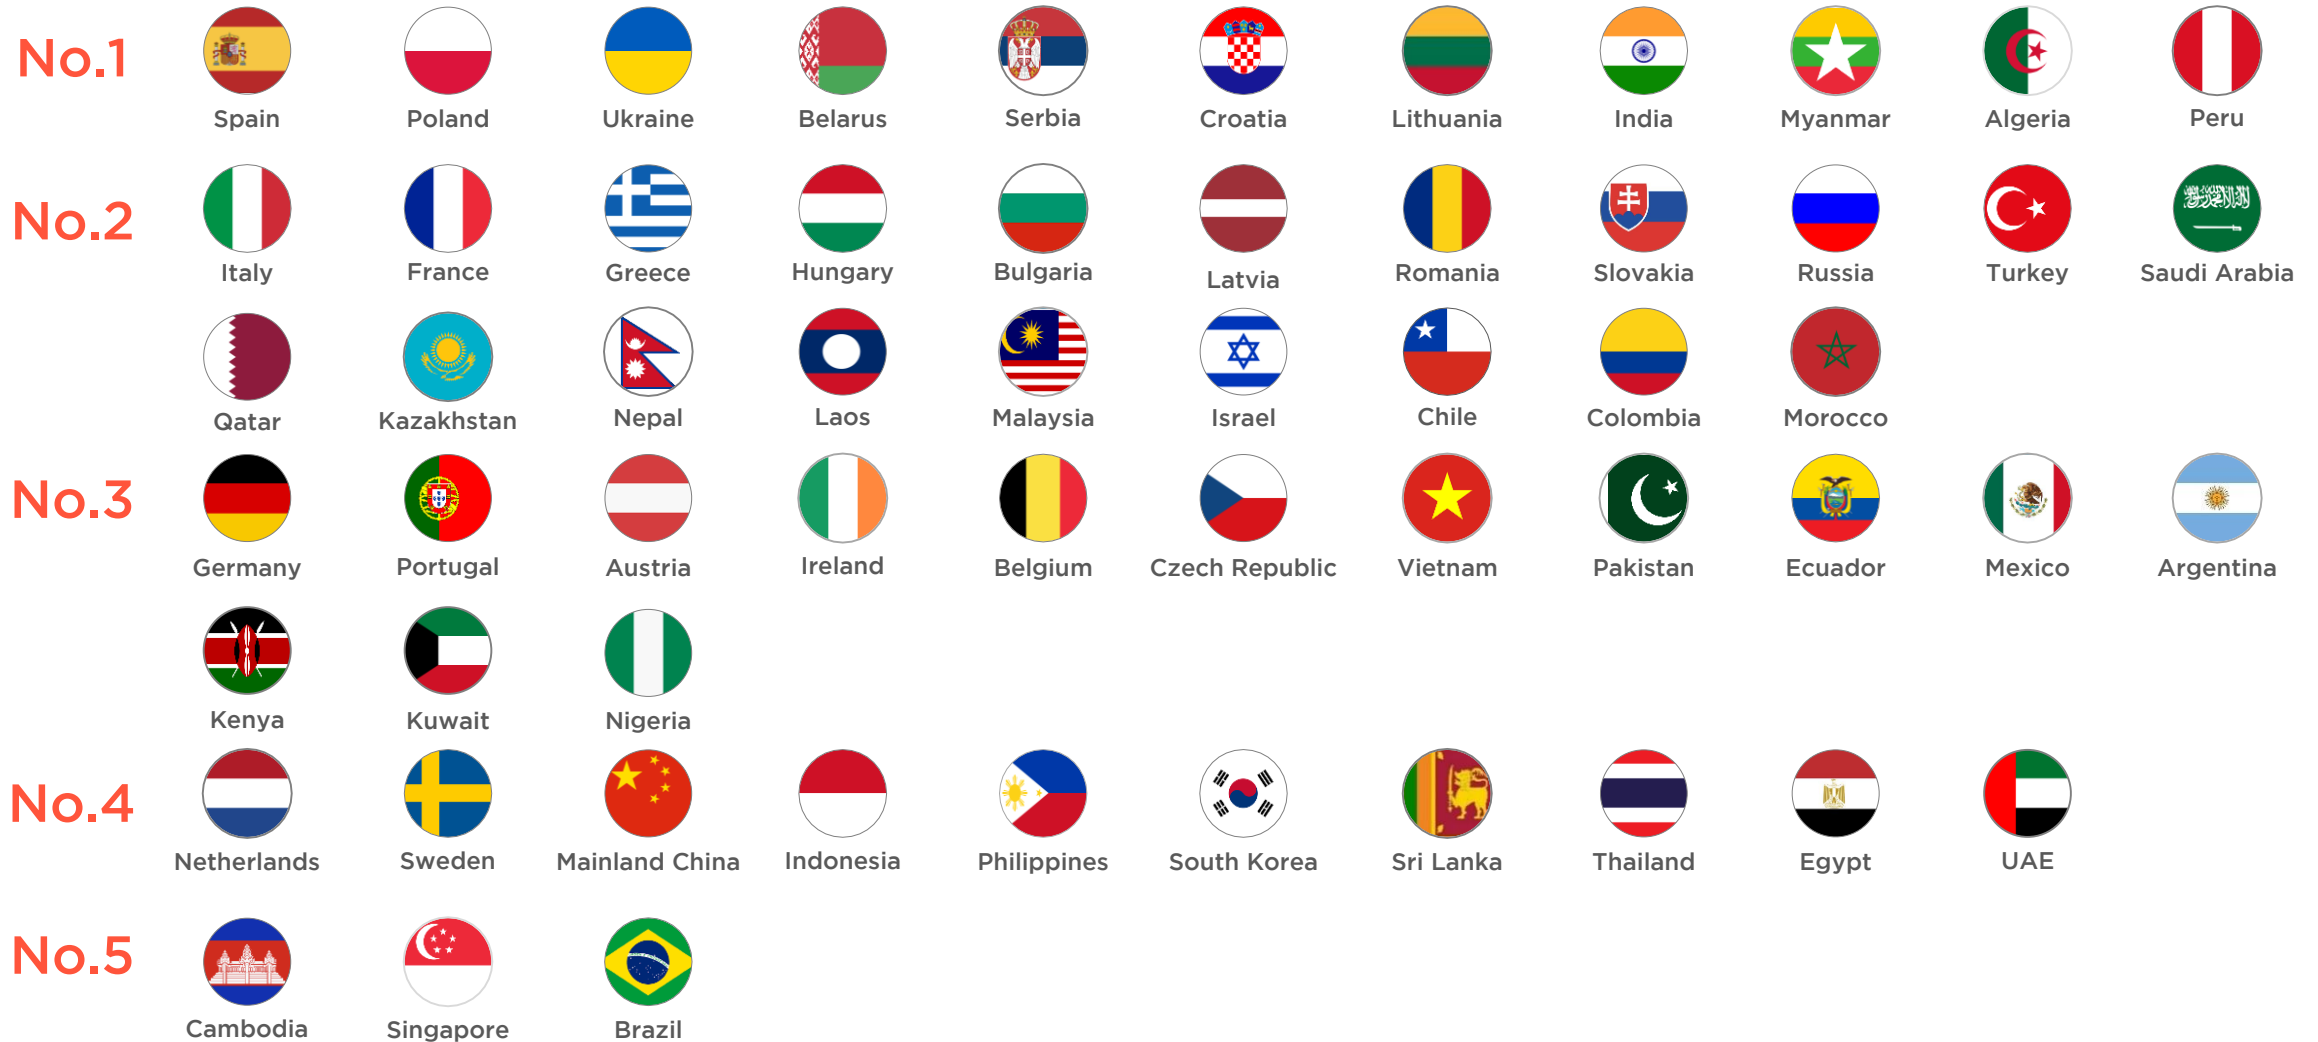 No.1
Spain Poland Ukraine Belarus Serbia Croatia Lithuania India Myanmar Algeria Peru
No.2
Italy France Greece Hungary Bulgaria Latvia Romania Slovakia Russia Turkey Saudi Arabia
Qatar Kazakhstan Nepal Laos Malaysia Israel Chile Colombia Morocco
No.3
Germany Portugal Austria Ireland Belgium Czech Republic Vietnam Pakistan Ecuador Mexico Argentina
Kenya Kuwait Nigeria
No.4
Netherlands Sweden Mainland China Indonesia Philippines South Korea Sri Lanka Thailand Egypt UAE
No.5
Cambodia Singapore Brazil